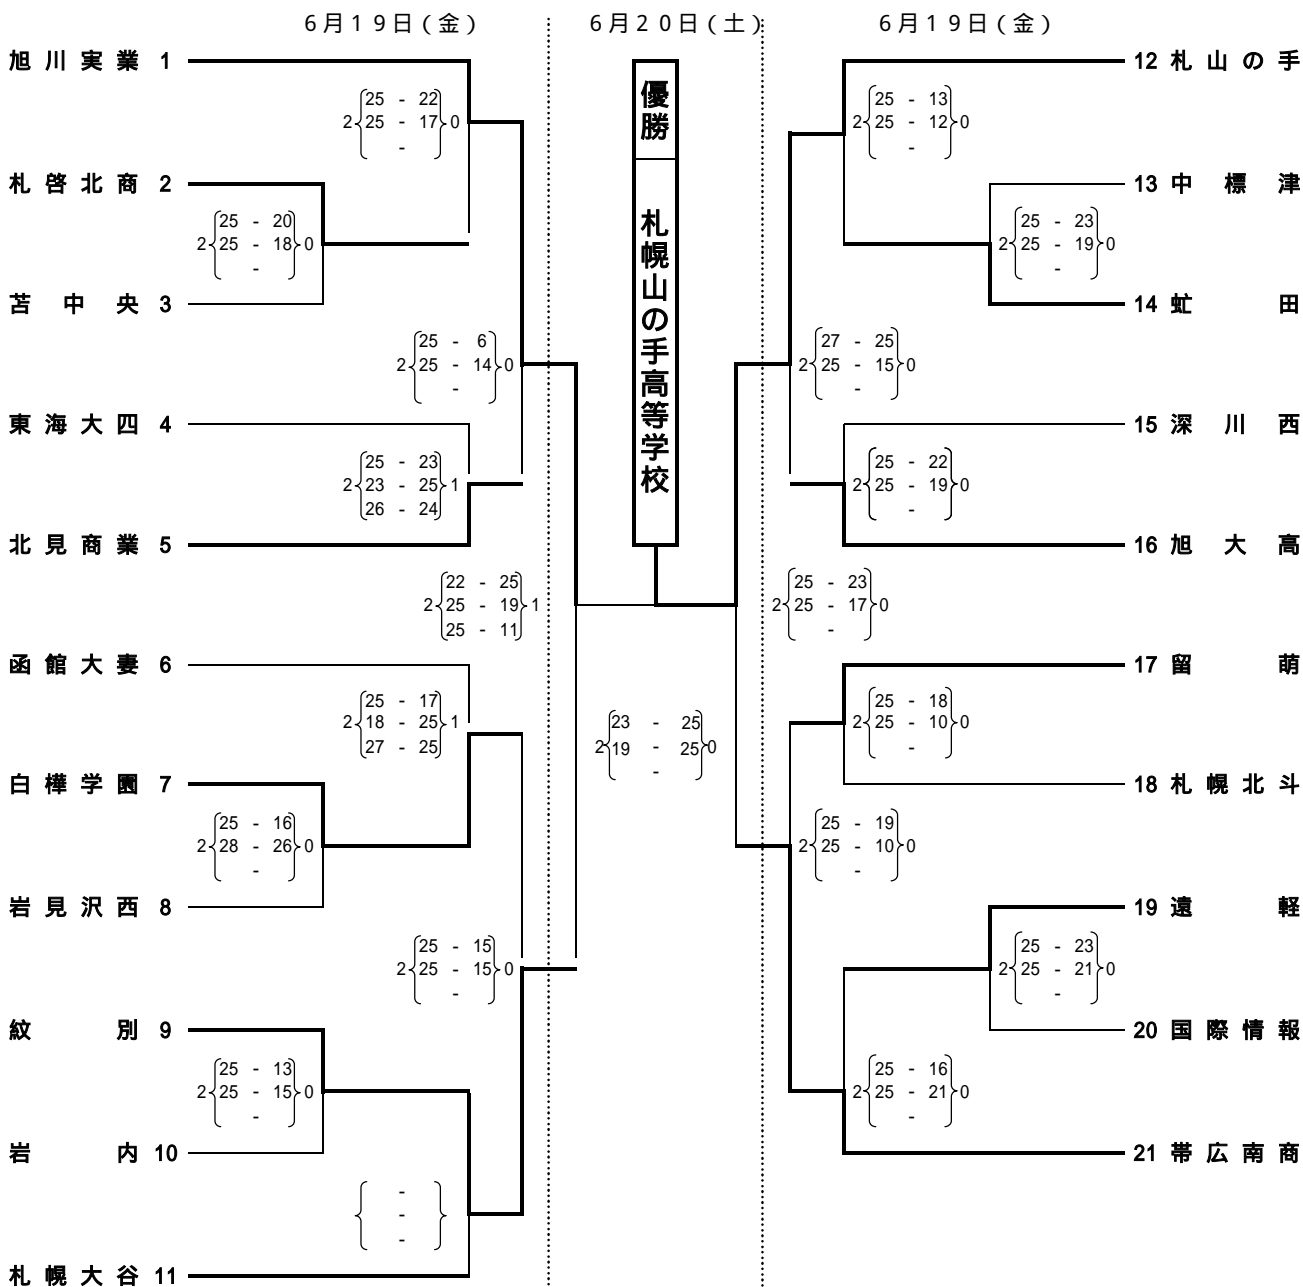 6月19日(金)
6月20日(土)
6月19日(金)
優勝
札幌山の手高等学校
旭川実業 1
2 25 - 22 0
25 - 17
-
札啓北商 2
2 25 - 20 0
25 - 18
-
苫中央 3
2 25 - 6 0
25 - 14
-
東海大四 4
2 25 - 23 1
23 - 25
26 - 24
北見商業 5
2 22 - 25 1
25 - 19
25 - 11
函館大妻 6
2 25 - 17 1
18 - 25
27 - 25
白樺学園 7
2 25 - 16 0
28 - 26
-
岩見沢西 8
2 25 - 15 0
25 - 15
-
紋別 9
2 25 - 13 0
25 - 15
-
岩内 10
-
-
-
札幌大谷 11
2 23 - 25 0
19 - 25
-
12 札山の手
2 25 - 13 0
25 - 12
-
13 中標津
2 25 - 23 0
25 - 19
-
14 虻田
2 27 - 25 0
25 - 15
-
15 深川西
2 25 - 22 0
25 - 19
-
16 旭大高
2 25 - 23 0
25 - 17
-
17 留萌
2 25 - 18 0
25 - 10
-
18 札幌北斗
2 25 - 19 0
25 - 10
-
19 遠軽
2 25 - 23 0
25 - 21
-
20 国際情報
2 25 - 16 0
25 - 21
-
21 帯広南商